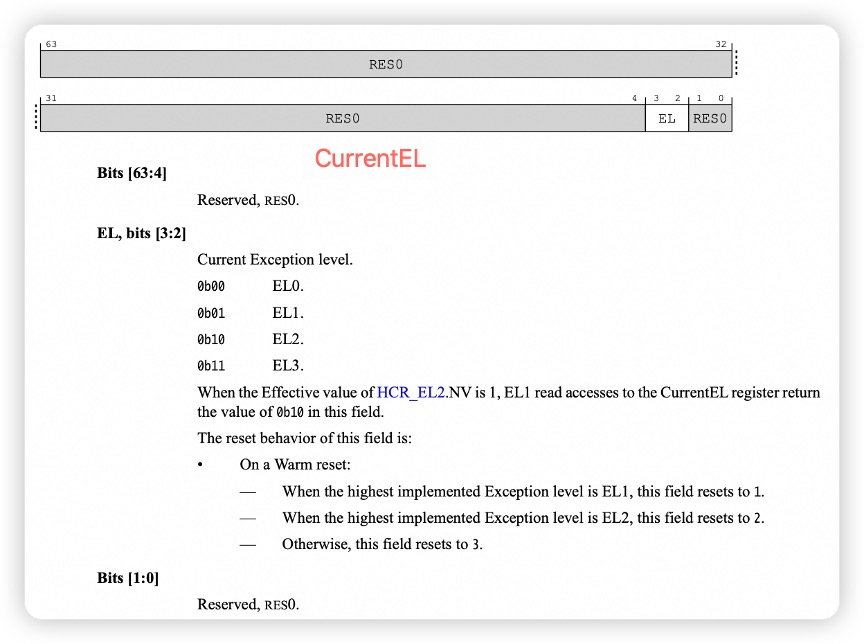 63 32
RES0
31 4 3 2 1 0
RES0 EL RES0
CurrentEL
Bits [63:4]
Reserved, RES0.
EL, bits [3:2]
Current Exception level.
0b00 EL0.
0b01 EL1.
0b10 EL2.
0b11 EL3.
When the Effective value of HCR_EL2.NV is 1, EL1 read accesses to the CurrentEL register return
the value of 0b10 in this field.
The reset behavior of this field is:
• On a Warm reset:
— When the highest implemented Exception level is EL1, this field resets to 1.
— When the highest implemented Exception level is EL2, this field resets to 2.
— Otherwise, this field resets to 3.
Bits [1:0]
Reserved, RES0.